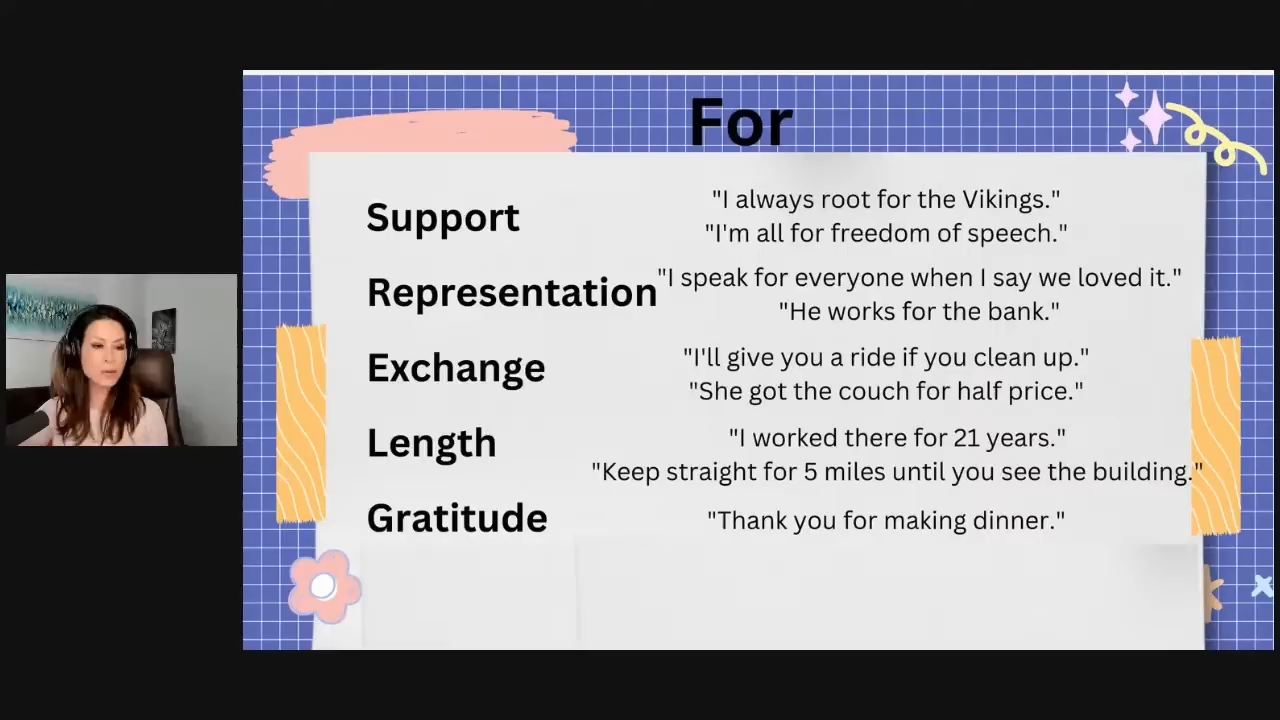 For
Support
"I always root for the Vikings."
"I'm all for freedom of speech."
Representation
"I speak for everyone when I say we loved it."
"He works for the bank."
Exchange
"I'll give you a ride if you clean up."
"She got the couch for half price."
Length
"I worked there for 21 years."
"Keep straight for 5 miles until you see the building."
Gratitude
"Thank you for making dinner."